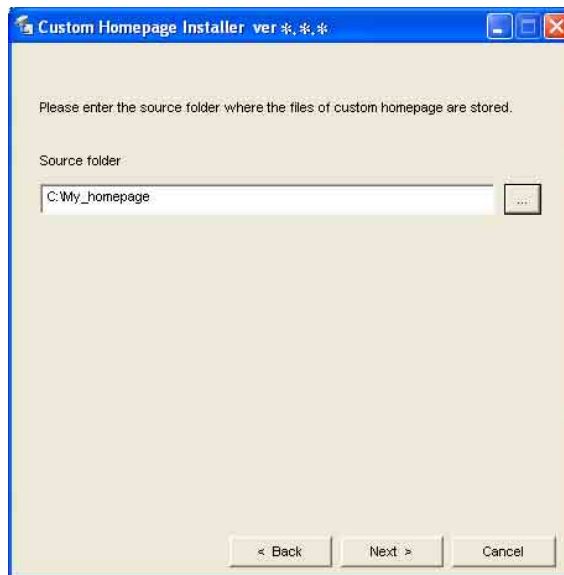 Custom Homepage Installer ver *.*.*
Please enter the source folder where the files of custom homepage are stored.
Source folder
C:\My_homepage
...
< Back
Next >
Cancel